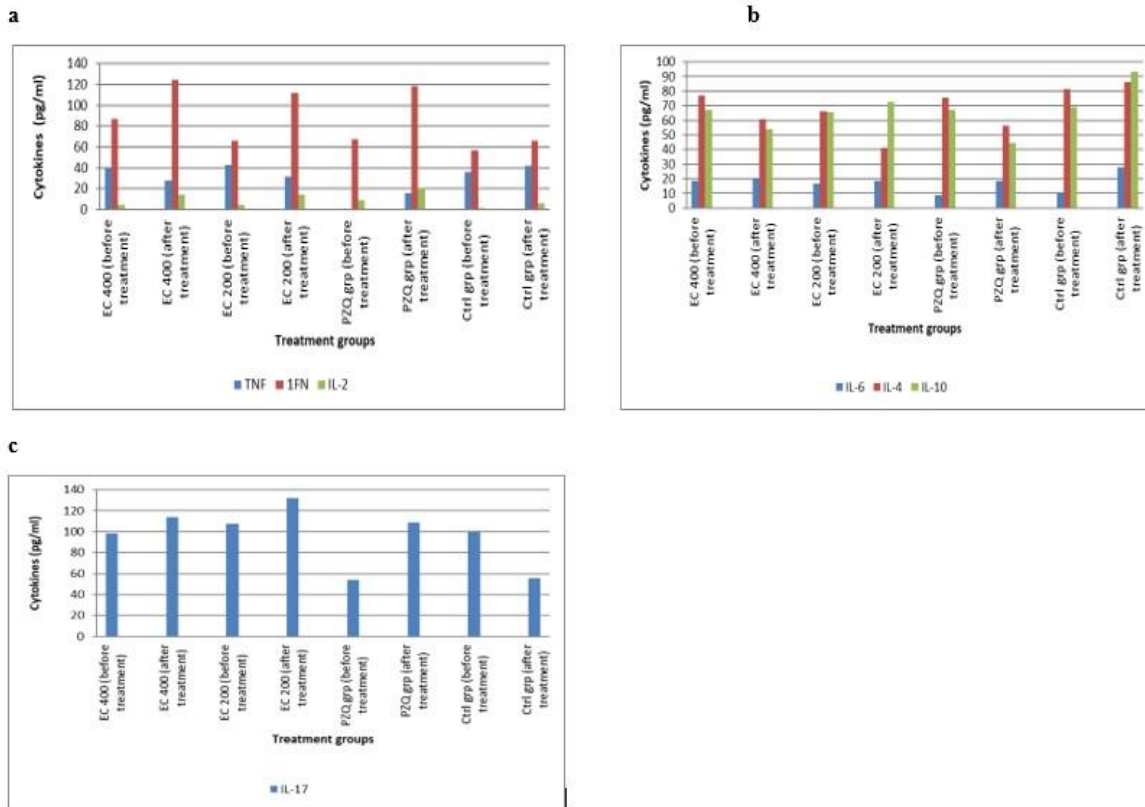 a
b
140
120
100
80
60
40
20
0
Cytokines (pg/ml)
EC 400 (before treatment)
EC 400 (after treatment)
EC 200 (before treatment)
EC 200 (after treatment)
PZQ grp (before treatment)
PZQ grp (after treatment)
Ctrl grp (before treatment)
Ctrl grp (after treatment)
Treatment groups
TNF 1FN IL-2
100
90
80
70
60
50
40
30
20
10
0
Cytokines (pg/ml)
EC 400 (before treatment)
EC 400 (after treatment)
EC 200 (before treatment)
EC 200 (after treatment)
PZQ grp (before treatment)
PZQ grp (after treatment)
Ctrl grp (before treatment)
Ctrl grp (after treatment)
Treatment groups
IL-6 IL-4 IL-10
c
140
120
100
80
60
40
20
0
Cytokines (pg/ml)
EC 400 (before treatment)
EC 400 (after treatment)
EC 200 (before treatment)
EC 200 (after treatment)
PZQ grp (before treatment)
PZQ grp (after treatment)
Ctrl grp (before treatment)
Ctrl grp (after treatment)
Treatment groups
IL-17